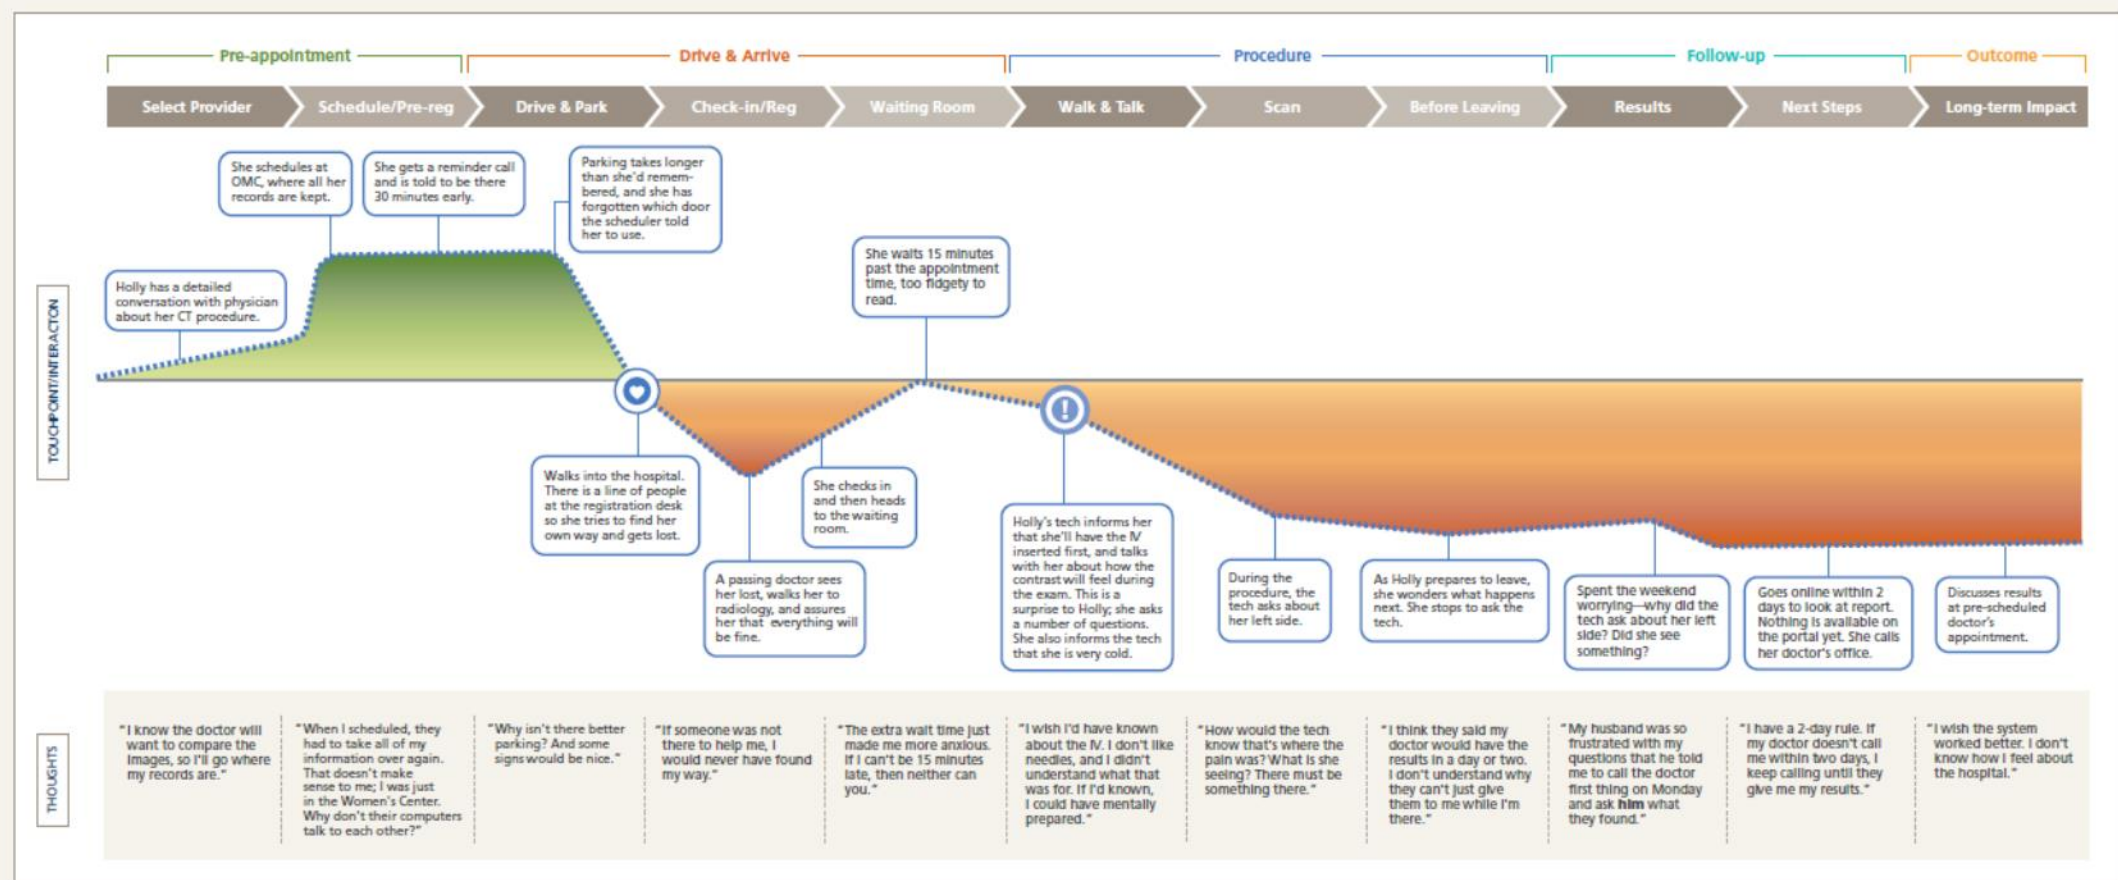 Pre-appointment
Drive & Arrive
Procedure
Follow-up
Outcome
Select Provider
Schedule/Pre-reg
Drive & Park
Check-in/Reg
Waiting Room
Walk & Talk
Scan
Before Leaving
Results
Next Steps
Long-term Impact
TOUCHPOINT/INTERACTON
Holly has a detailed
conversation with physician
about her CT procedure.
She schedules at
OMC, where all her
records are kept.
She gets a reminder call
and is told to be there
30 minutes early.
Parking takes longer
than she'd remem-
bered, and she has
forgotten which door
the scheduler told
her to use.
Walks into the hospital.
There is a line of people
at the registration desk
so she tries to find her
own way and gets lost.
A passing doctor sees
her lost, walks her to
radiology, and assures
her that everything will
be fine.
She checks in
and then heads
to the waiting
room.
She waits 15 minutes
past the appointment
time, too fidgety to
read.
!
Holly's tech informs her
that she'll have the IV
inserted first, and talks
with her about how the
contrast will feel during
the exam. This is a
surprise to Holly; she asks
a number of questions.
She also informs the tech
that she is very cold.
During the
procedure, the
tech asks about
her left side.
As Holly prepares to leave,
she wonders what happens
next. She stops to ask the
tech.
Spent the weekend
worrying—why did the
tech ask about her left
side? Did she see
something?
Goes online within 2
days to look at report.
Nothing is available on
the portal yet. She calls
her doctor's office.
Discusses results
at pre-scheduled
doctor's
appointment.
THOUGHTS
"I know the doctor will
want to compare the
images, so I'll go where
my records are."
"When I scheduled, they
had to take all of my
information over again.
That doesn't make
sense to me; I was just
in the Women's Center.
Why don't their computers
talk to each other?"
"Why isn't there better
parking? And some
signs would be nice."
"If someone was not
there to help me, I
would never have found
my way."
"The extra wait time just
made me more anxious.
If I can't be 15 minutes
late, then neither can
you."
"I wish I'd have known
about the IV. I don't like
needles, and I didn't
understand what that
was for. If I'd known,
I could have mentally
prepared."
"How would the tech
know that's where the
pain was? What is she
seeing? There must be
something there."
"I think they said my
doctor would have the
results in a day or two.
I don't understand why
they can't just give
them to me while I'm
there."
"My husband was so
frustrated with my
questions that he told
me to call the doctor
first thing on Monday
and ask him what
they found."
"I have a 2-day rule. If
my doctor doesn't call
me within two days, I
keep calling until they
give me my results."
"I wish the system
worked better. I don't
know how I feel about
the hospital."